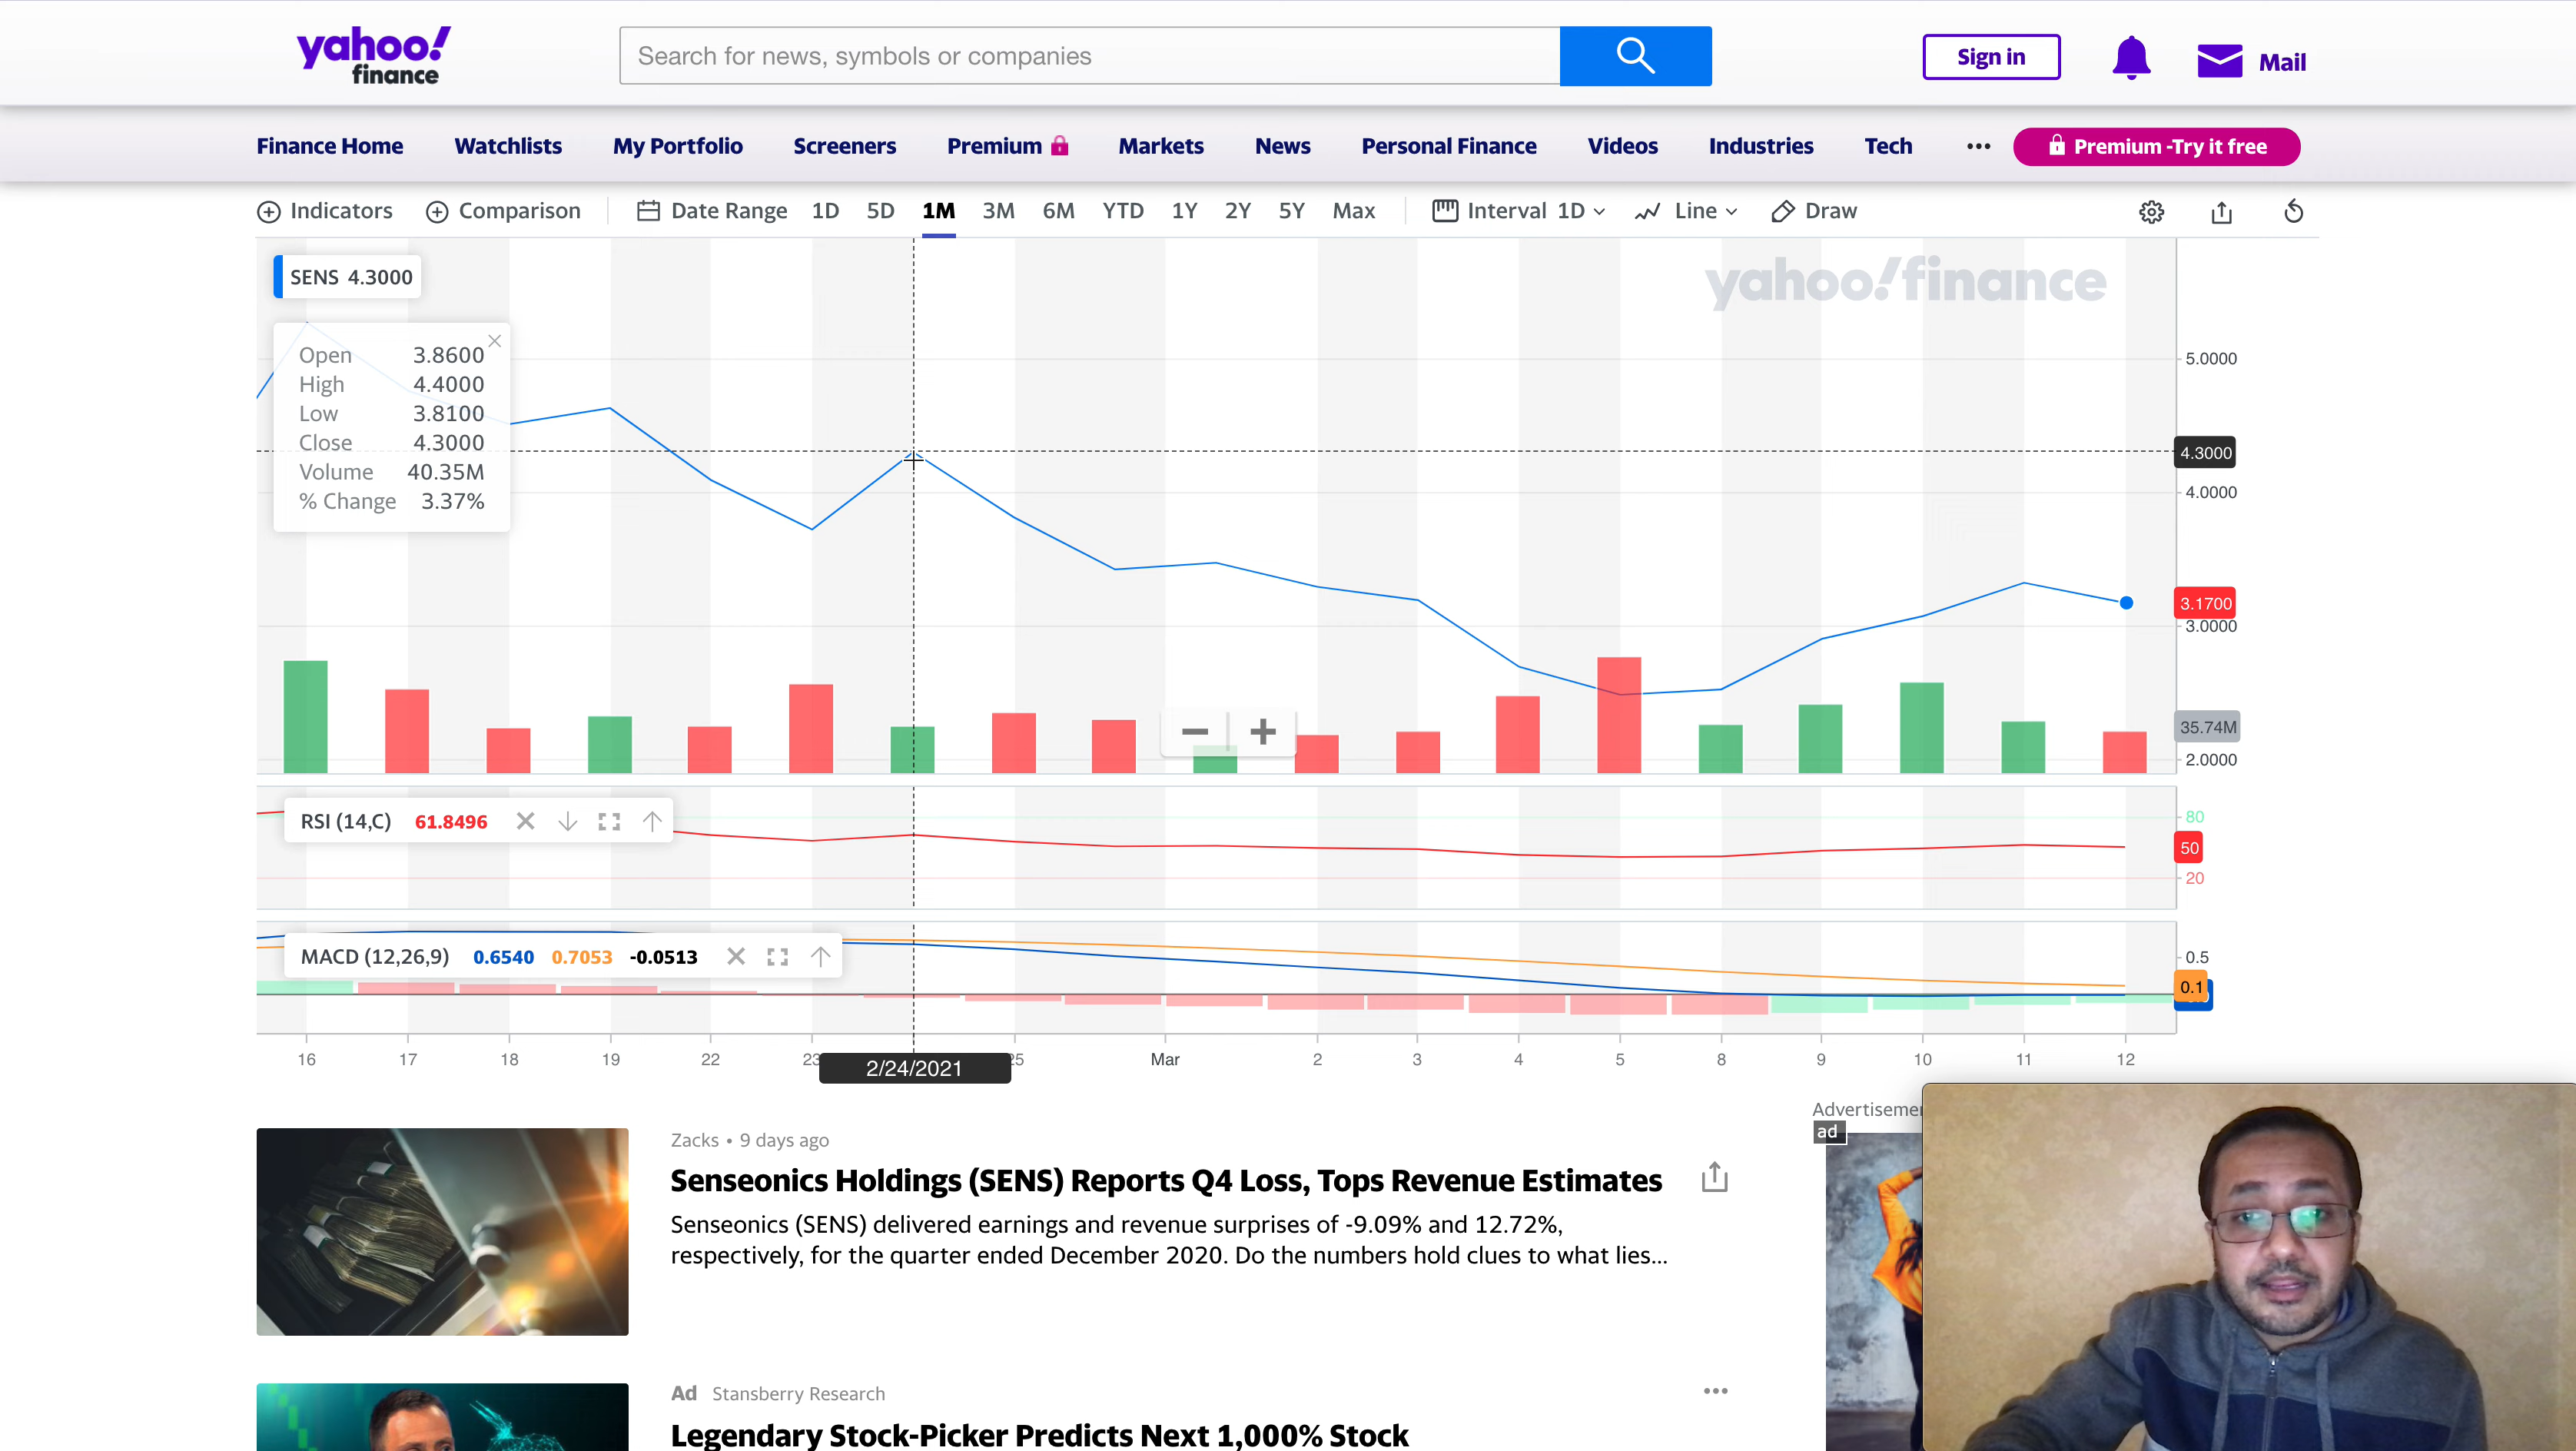 yahoo!
finance
Search for news, symbols or companies
Sign in
Mail
Finance Home Watchlists My Portfolio Screeners Premium Markets News Personal Finance Videos Industries Tech ••• Premium -Try it free
Indicators Comparison Date Range 1D 5D 1M 3M 6M YTD 1Y 2Y 5Y Max Interval 1D Line Draw
SENS 4.3000
yahoo!finance
Open 3.8600
High 4.4000
Low 3.8100
Close 4.3000
Volume 40.35M
% Change 3.37%
5.0000
4.3000
4.0000
3.1700
3.0000
35.74M
2.0000
RSI (14,C) 61.8496
80
50
20
MACD (12,26,9) 0.6540 0.7053 -0.0513
0.5
0.1
16 17 18 19 22 23 25 Mar 2 3 4 5 8 9 10 11 12
2/24/2021
Zacks • 9 days ago
Senseonics Holdings (SENS) Reports Q4 Loss, Tops Revenue Estimates
Senseonics (SENS) delivered earnings and revenue surprises of -9.09% and 12.72%,
respectively, for the quarter ended December 2020. Do the numbers hold clues to what lies...
Advertisemen
ad
Ad Stansberry Research
Legendary Stock-Picker Predicts Next 1,000% Stock